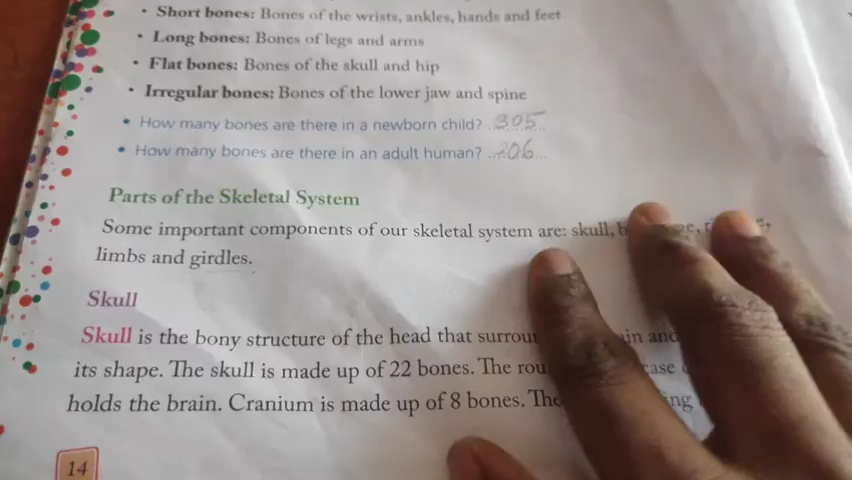 • Short bones: Bones of the wrists, ankles, hands and feet
• Long bones: Bones of legs and arms
• Flat bones: Bones of the skull and hip
• Irregular bones: Bones of the lower jaw and spine
• How many bones are there in a newborn child? 305
• How many bones are there in an adult human? 206
Parts of the Skeletal System
Some important components of our skeletal system are: skull,
limbs and girdles.
Skull
Skull is the bony structure of the head that and
its shape. The skull is made up of 22 bones. The case
holds the brain. Cranium is made up of 8 bones.
14